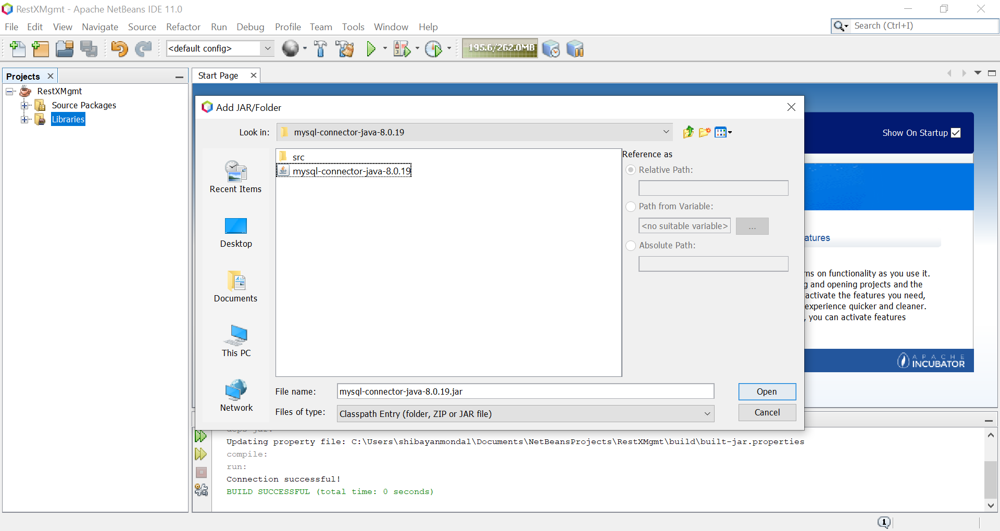 RestXMgmt - Apache NetBeans IDE 11.0
File Edit View Navigate Source Refactor Run Debug Profile Team Tools Window Help
Search (Ctrl+I)
<default config>
195.6/262.0MB
Projects
Start Page
RestXMgmt
Source Packages
Libraries
Add JAR/Folder
Look in:
mysql-connector-java-8.0.19
src
mysql-connector-java-8.0.19
Recent Items
Desktop
Documents
This PC
Network
Reference as
Relative Path:
Path from Variable:
<no suitable variable>
...
Absolute Path:
File name:
mysql-connector-java-8.0.19.jar
Open
Files of type:
Classpath Entry (folder, ZIP or JAR file)
Cancel
Show On Startup
atures
ns on functionality as you use it.
g and opening projects and the
activate the features you need,
experience quicker and cleaner.
, you can activate features
APACHE
INCUBATOR
deps-jar:
Updating property file: C:\Users\shibayanmondal\Documents\NetBeansProjects\RestXMgmt\build\built-jar.properties
compile:
run:
Connection successful!
BUILD SUCCESSFUL (total time: 0 seconds)
1